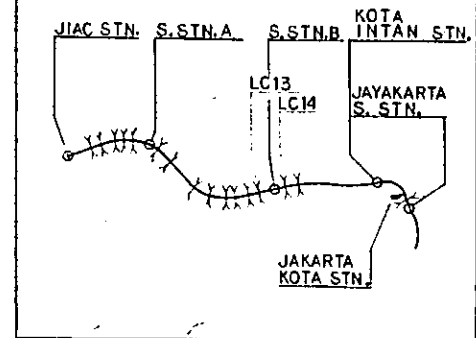 JIAC STN.
S. STN. A
S. STN. B
KOTA
INTAN STN.
LC13
LC14
JAYAKARTA
S. STN.
JAKARTA
KOTA STN.